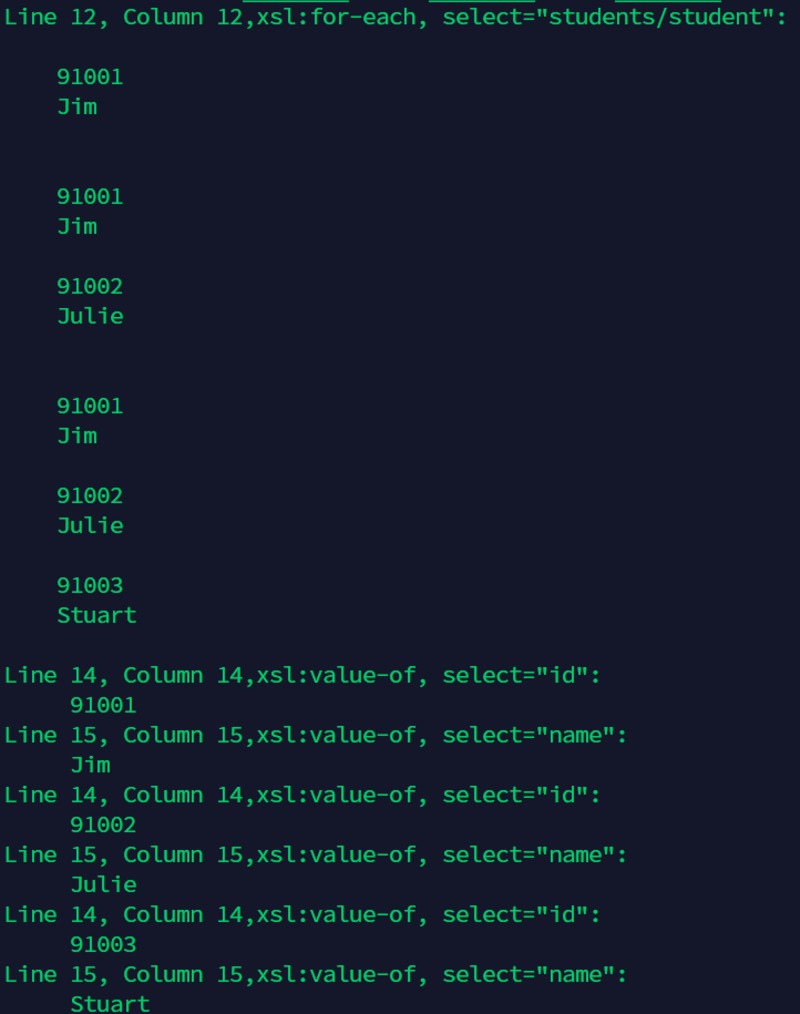 Line 12, Column 12,xsl:for-each, select="students/student":
91001
Jim
91001
Jim
91002
Julie
91001
Jim
91002
Julie
91003
Stuart
Line 14, Column 14,xsl:value-of, select="id":
91001
Line 15, Column 15,xsl:value-of, select="name":
Jim
Line 14, Column 14,xsl:value-of, select="id":
91002
Line 15, Column 15,xsl:value-of, select="name":
Julie
Line 14, Column 14,xsl:value-of, select="id":
91003
Line 15, Column 15,xsl:value-of, select="name":
Stuart